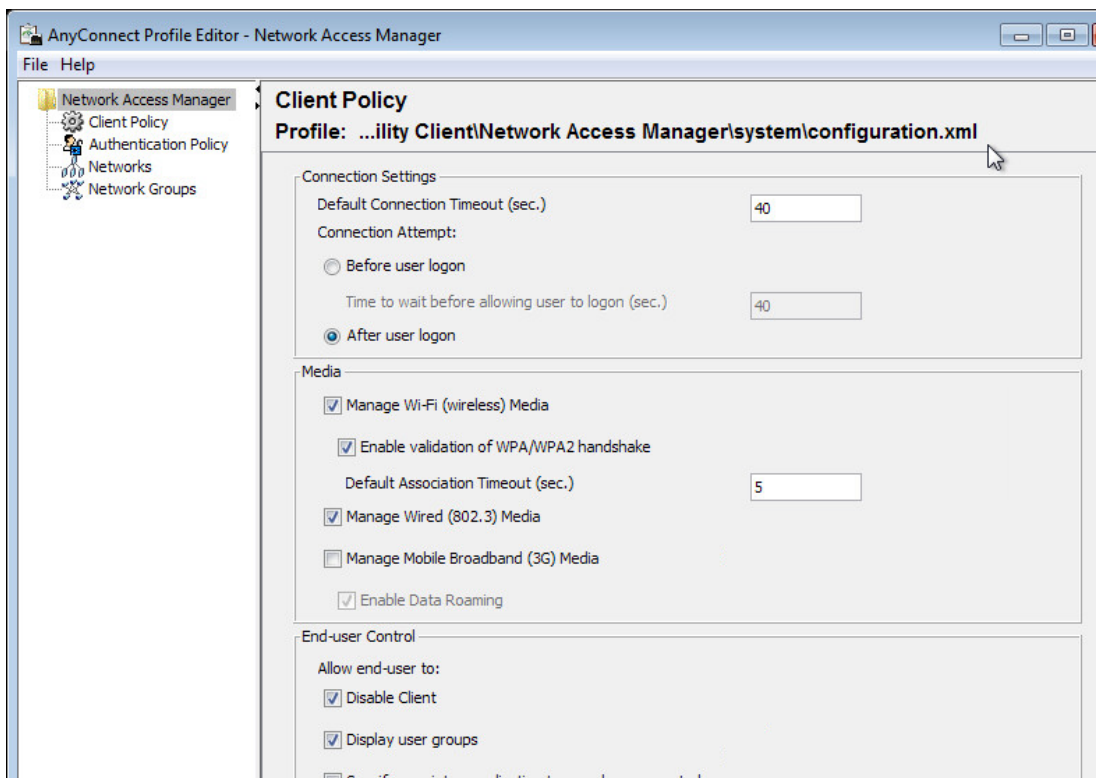 AnyConnect Profile Editor - Network Access Manager
File Help
Network Access Manager
Client Policy
Authentication Policy
Networks
Network Groups
Client Policy
Profile: ...ility Client\Network Access Manager\system\configuration.xml
Connection Settings
Default Connection Timeout (sec.) 40
Connection Attempt:
Before user logon
Time to wait before allowing user to logon (sec.) 40
After user logon
Media
Manage Wi-Fi (wireless) Media
Enable validation of WPA/WPA2 handshake
Default Association Timeout (sec.) 5
Manage Wired (802.3) Media
Manage Mobile Broadband (3G) Media
Enable Data Roaming
End-user Control
Allow end-user to:
Disable Client
Display user groups